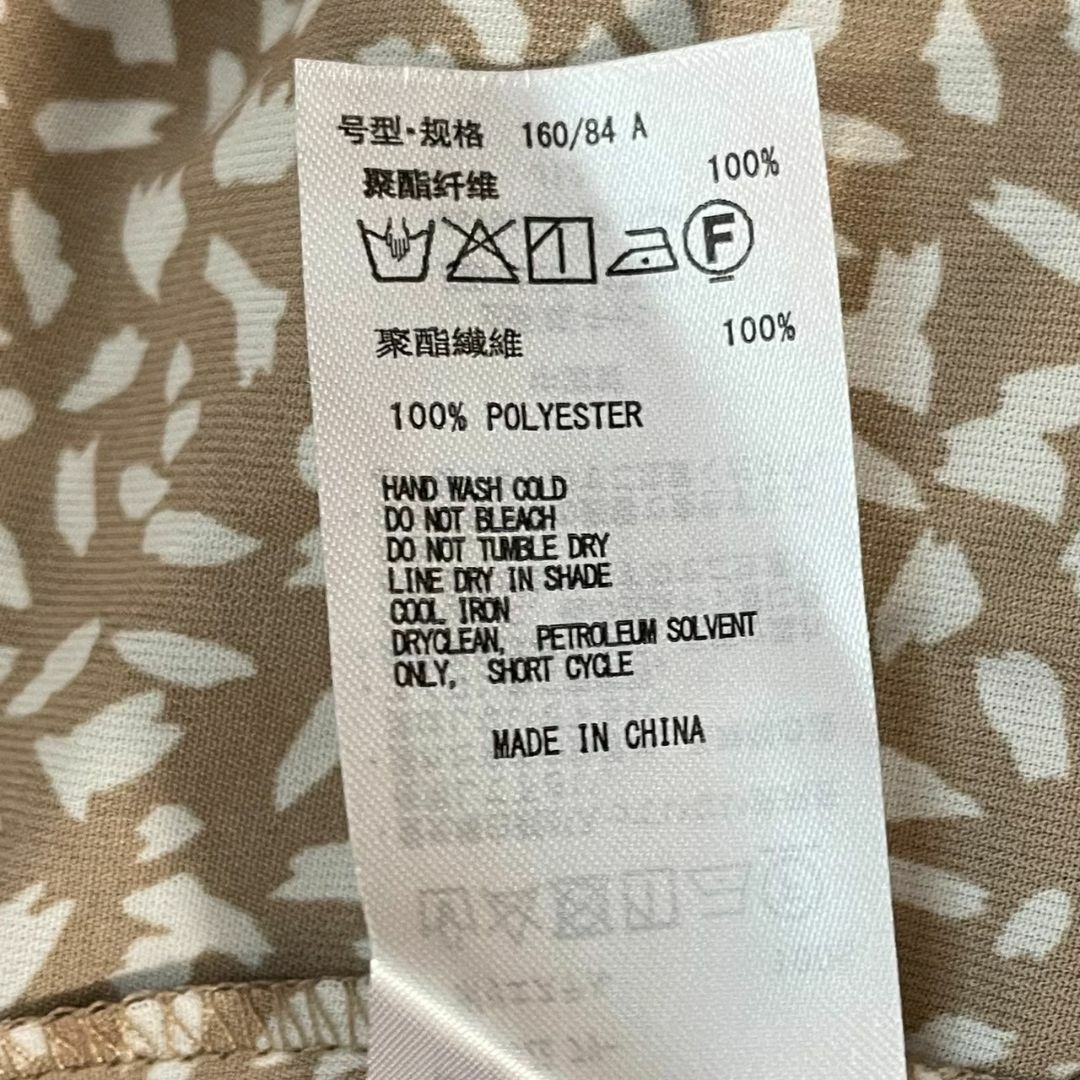 号型·规格 160/84 A
聚酯纤维 100%
F
聚酯纖維 100%
100% POLYESTER
HAND WASH COLD
DO NOT BLEACH
DO NOT TUMBLE DRY
LINE DRY IN SHADE
COOL IRON
DRYCLEAN, PETROLEUM SOLVENT
ONLY, SHORT CYCLE
MADE IN CHINA